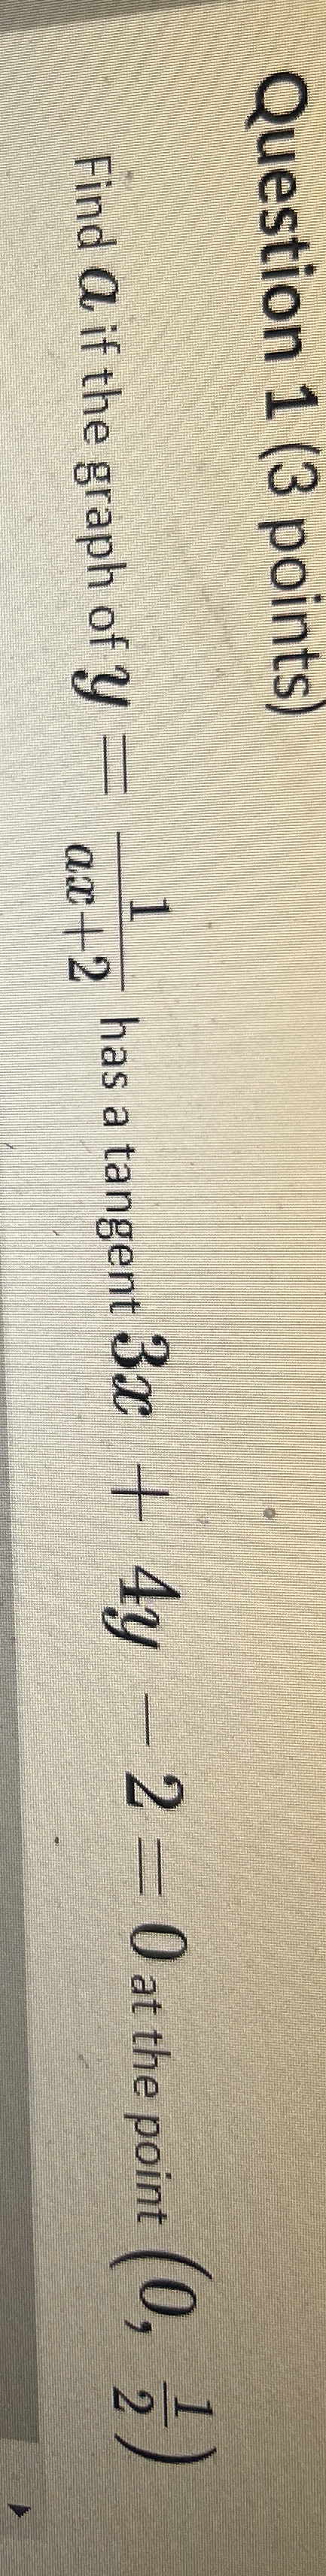 Question 1 (3 points)
Find a if the graph of y = 1/(ax+2) has a tangent 3x + 4y − 2 = 0 at the point (0, 1/2)